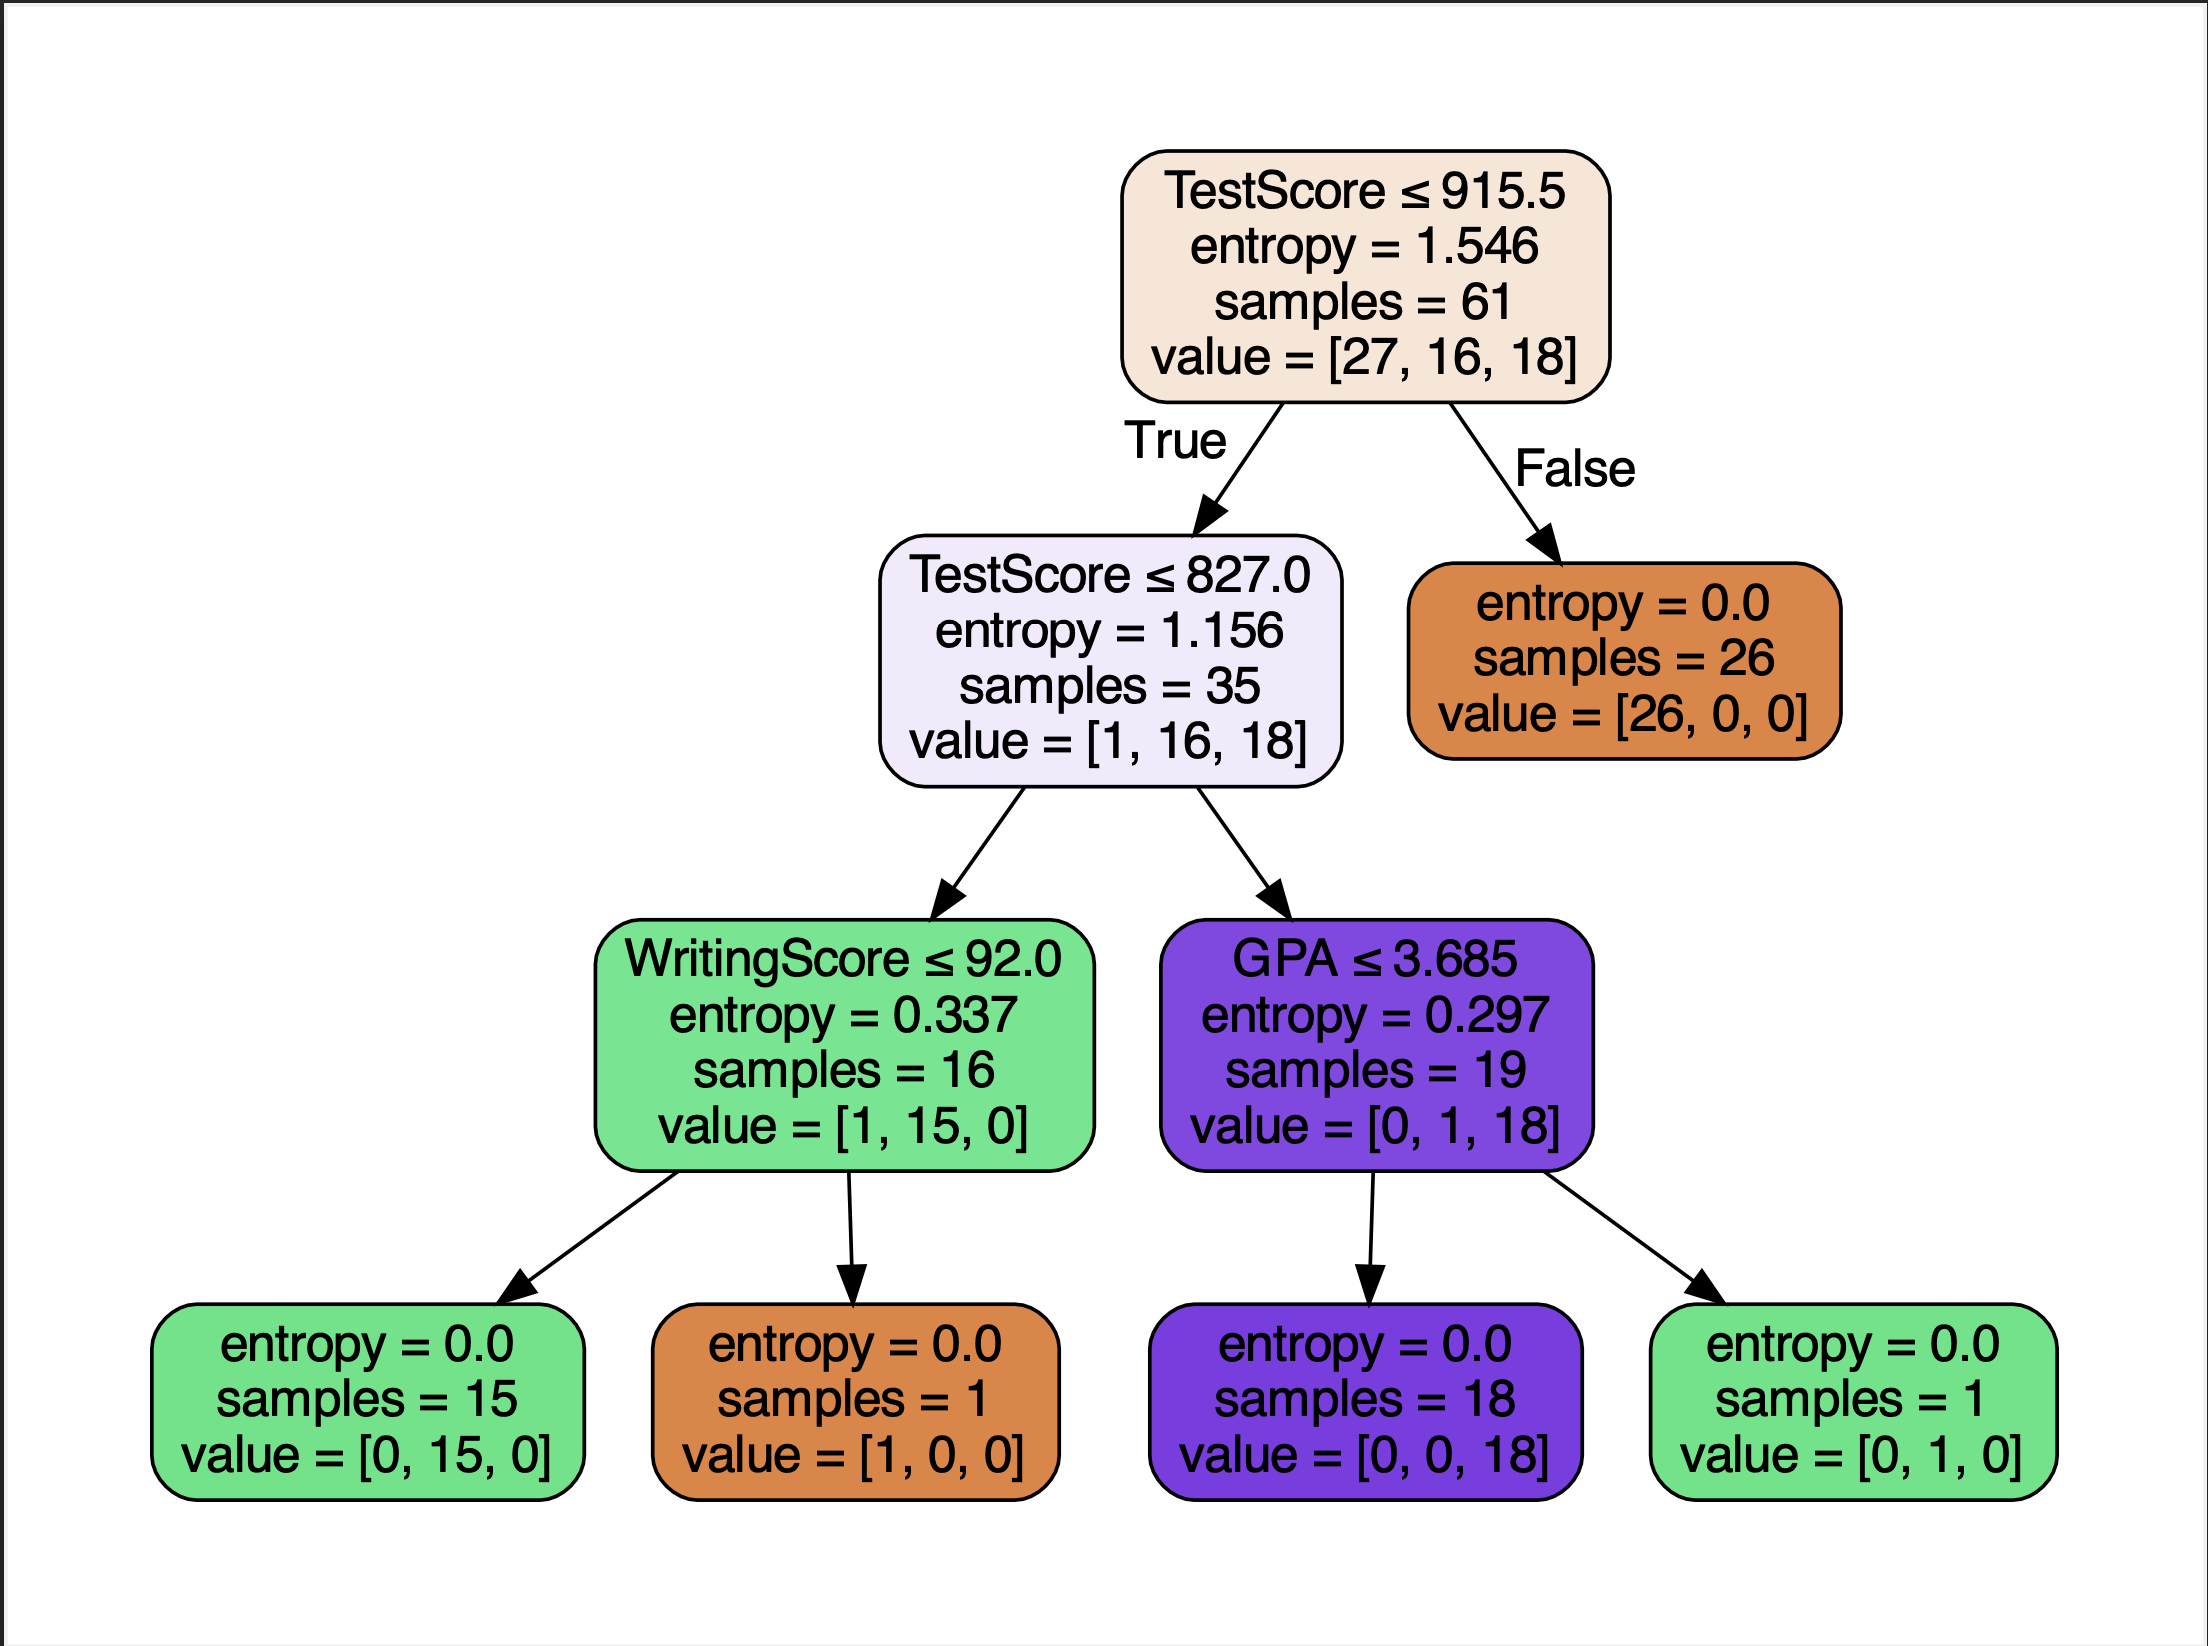 TestScore ≤ 915.5
entropy = 1.546
samples = 61
value = [27, 16, 18]
True
False
TestScore ≤ 827.0
entropy = 1.156
samples = 35
value = [1, 16, 18]
entropy = 0.0
samples = 26
value = [26, 0, 0]
WritingScore ≤ 92.0
entropy = 0.337
samples = 16
value = [1, 15, 0]
GPA ≤ 3.685
entropy = 0.297
samples = 19
value = [0, 1, 18]
entropy = 0.0
samples = 15
value = [0, 15, 0]
entropy = 0.0
samples = 1
value = [1, 0, 0]
entropy = 0.0
samples = 18
value = [0, 0, 18]
entropy = 0.0
samples = 1
value = [0, 1, 0]